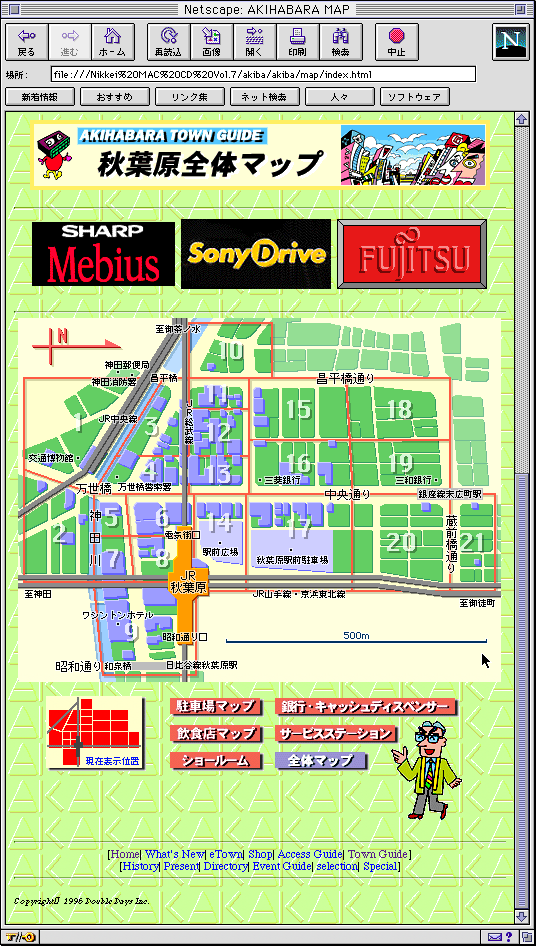 Netscape: AKIHABARA MAP
戻る 進む ホーム 再読込 画像 開く 印刷 検索 中止
N
場所: file:///Nikkei%20MAC%20CD%20Vol.7/akiba/akiba/map/index.html
新着情報 おすすめ リンク集 ネット検索 人々 ソフトウェア
AKIHABARA TOWN GUIDE
秋葉原全体マップ
SHARP
Mebius
Sony Drive
FUJITSU
至御茶ノ水
N
10
神田郵便局
神田消防署
昌平橋
昌平橋通り
JR中央線
JR総武線
1
3
11
12
15
18
交通博物館
4
13
16
19
三菱銀行
三和銀行
万世橋
万世橋警察署
中央通り
銀座線末広町駅
2
神田川
5
6
電気街口
14
17
20
21
蔵前橋通り
駅前広場
秋葉原駅前駐車場
7
8
JR
秋葉原
至神田
JR山手線・京浜東北線
至御徒町
ワシントンホテル
9
昭和通り口
500m
昭和通り
和泉橋
日比谷線秋葉原駅
現在表示位置
駐車場マップ
銀行・キャッシュディスペンサー
飲食店マップ
サービスステーション
ショールーム
全体マップ
[Home| What's New| eTown| Shop| Access Guide| Town Guide]
[History| Present| Directory| Event Guide| selection| Special]
Copyright 1996 Double Days Inc.